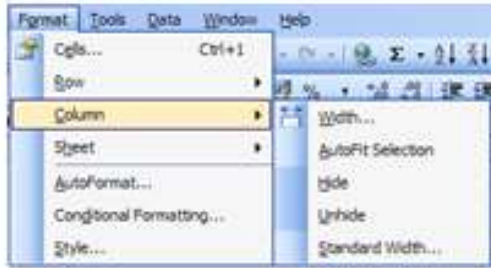 Format Tools Data Window Help
Cells... Ctrl+1
Row
Column
Sheet
AutoFormat...
Conditional Formatting...
Style...
Width...
AutoFit Selection
Hide
Unhide
Standard Width...